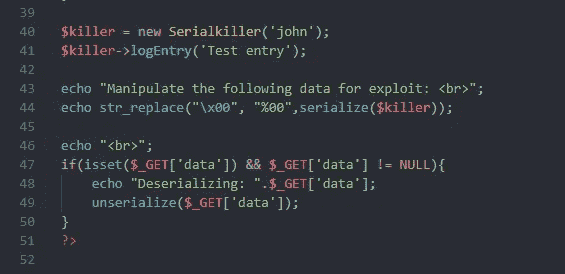 39
40 $killer = new Serialkiller('john');
41 $killer->logEntry('Test entry');
42
43 echo "Manipulate the following data for exploit: <br>";
44 echo str_replace("\x00", "%00",serialize($killer));
45
46 echo "<br>";
47 if(isset($_GET['data']) && $_GET['data'] != NULL){
48     echo "Deserializing: ".$_GET['data'];
49     unserialize($_GET['data']);
50 }
51 ?>
52